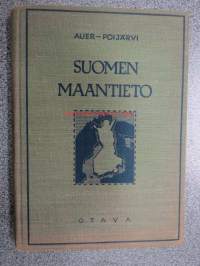 AUER-POIJÄRVI
SUOMEN
MAANTIETO
OTAVA